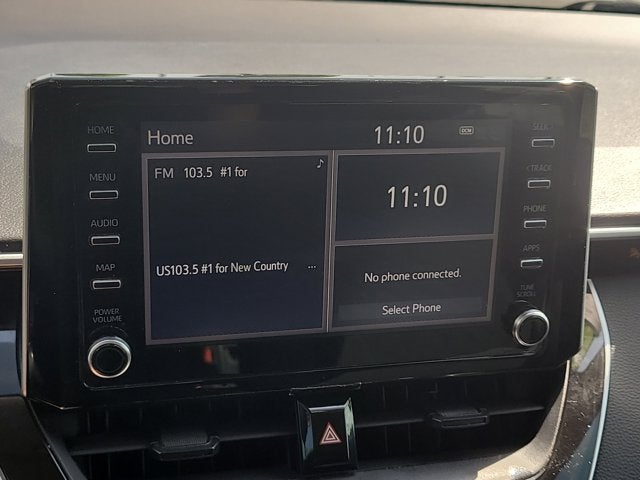 HOME
MENU
AUDIO
MAP
POWER
VOLUME
Home
11:10
DCM
FM 103.5 #1 for
US103.5 #1 for New Country ...
11:10
No phone connected.
Select Phone
SELECT
<TRACK
PHONE
APPS
TUNE
SCROLL